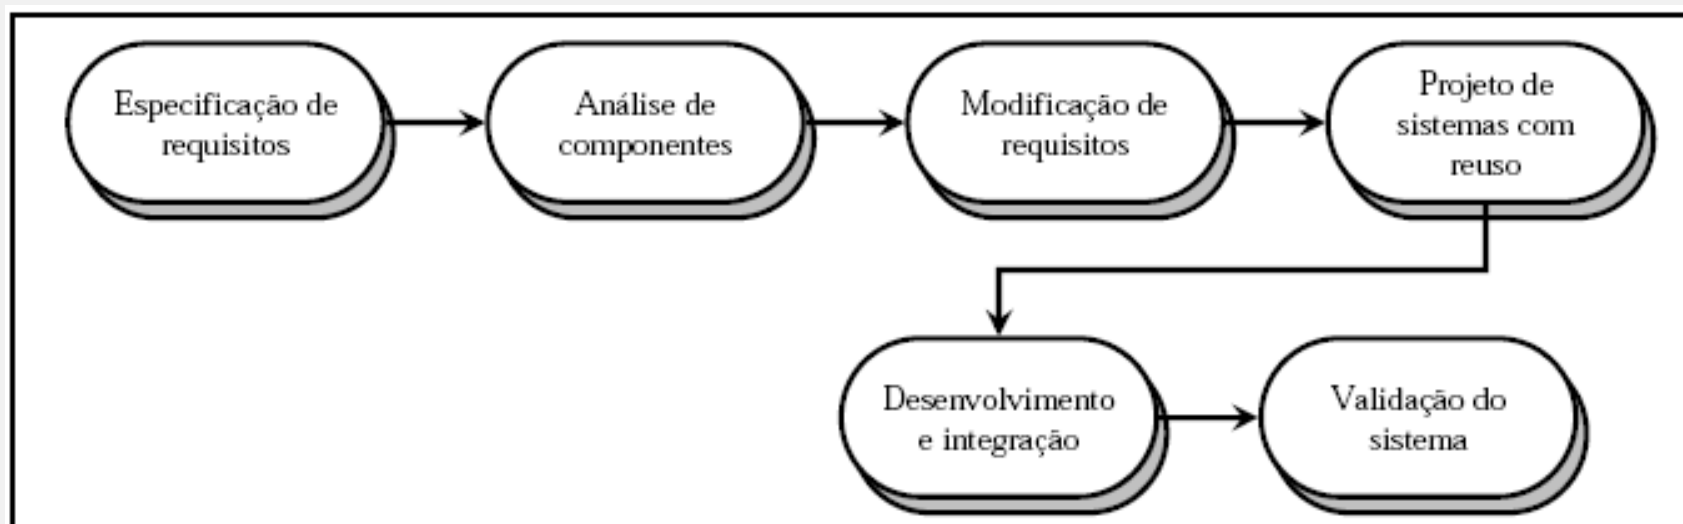 Especificação de
requisitos
Análise de
componentes
Modificação de
requisitos
Projeto de
sistemas com
reuso
Desenvolvimento
e integração
Validação do
sistema